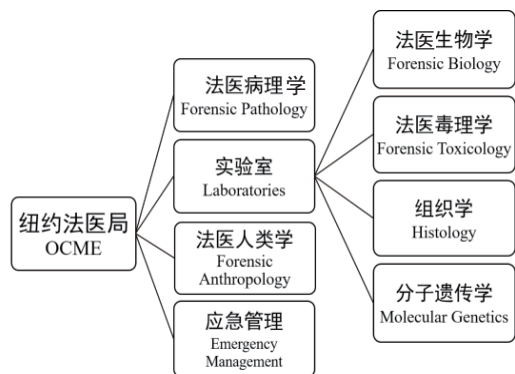 纽约法医局
OCME
法医病理学
Forensic Pathology
实验室
Laboratories
法医人类学
Forensic
Anthropology
应急管理
Emergency
Management
法医生物学
Forensic Biology
法医毒理学
Forensic Toxicology
组织学
Histology
分子遗传学
Molecular Genetics